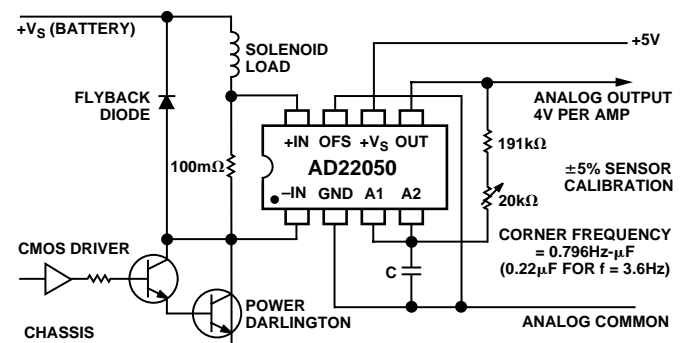 +VS (BATTERY)
SOLENOID
LOAD
+5V
FLYBACK
DIODE
ANALOG OUTPUT
4V PER AMP
+IN OFS +VS OUT
191kΩ
100mΩ
AD22050
±5% SENSOR
CALIBRATION
–IN GND A1 A2
20kΩ
CORNER FREQUENCY
= 0.796Hz-μF
(0.22μF FOR f = 3.6Hz)
CMOS DRIVER
C
POWER
DARLINGTON
ANALOG COMMON
CHASSIS